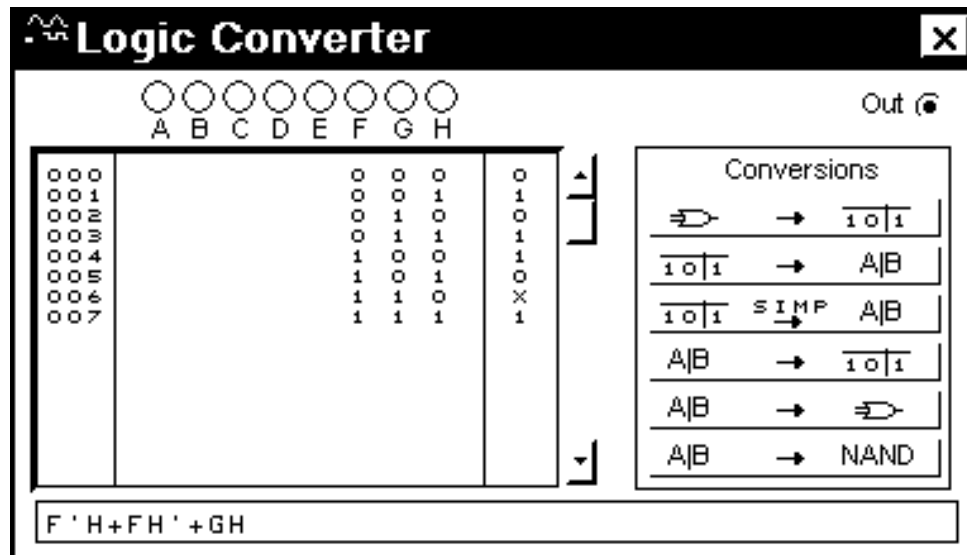 Logic Converter
Out
A B C D E F G H
000 0 0 0 0
001 0 0 1 1
002 0 1 0 0
003 0 1 1 1
004 1 0 0 1
005 1 0 1 0
006 1 1 0 X
007 1 1 1 1
Conversions
→ 1 0|1
1 0|1 → A|B
1 0|1 SIMP → A|B
A|B → 1 0|1
A|B →
A|B → NAND
F'H+FH'+GH